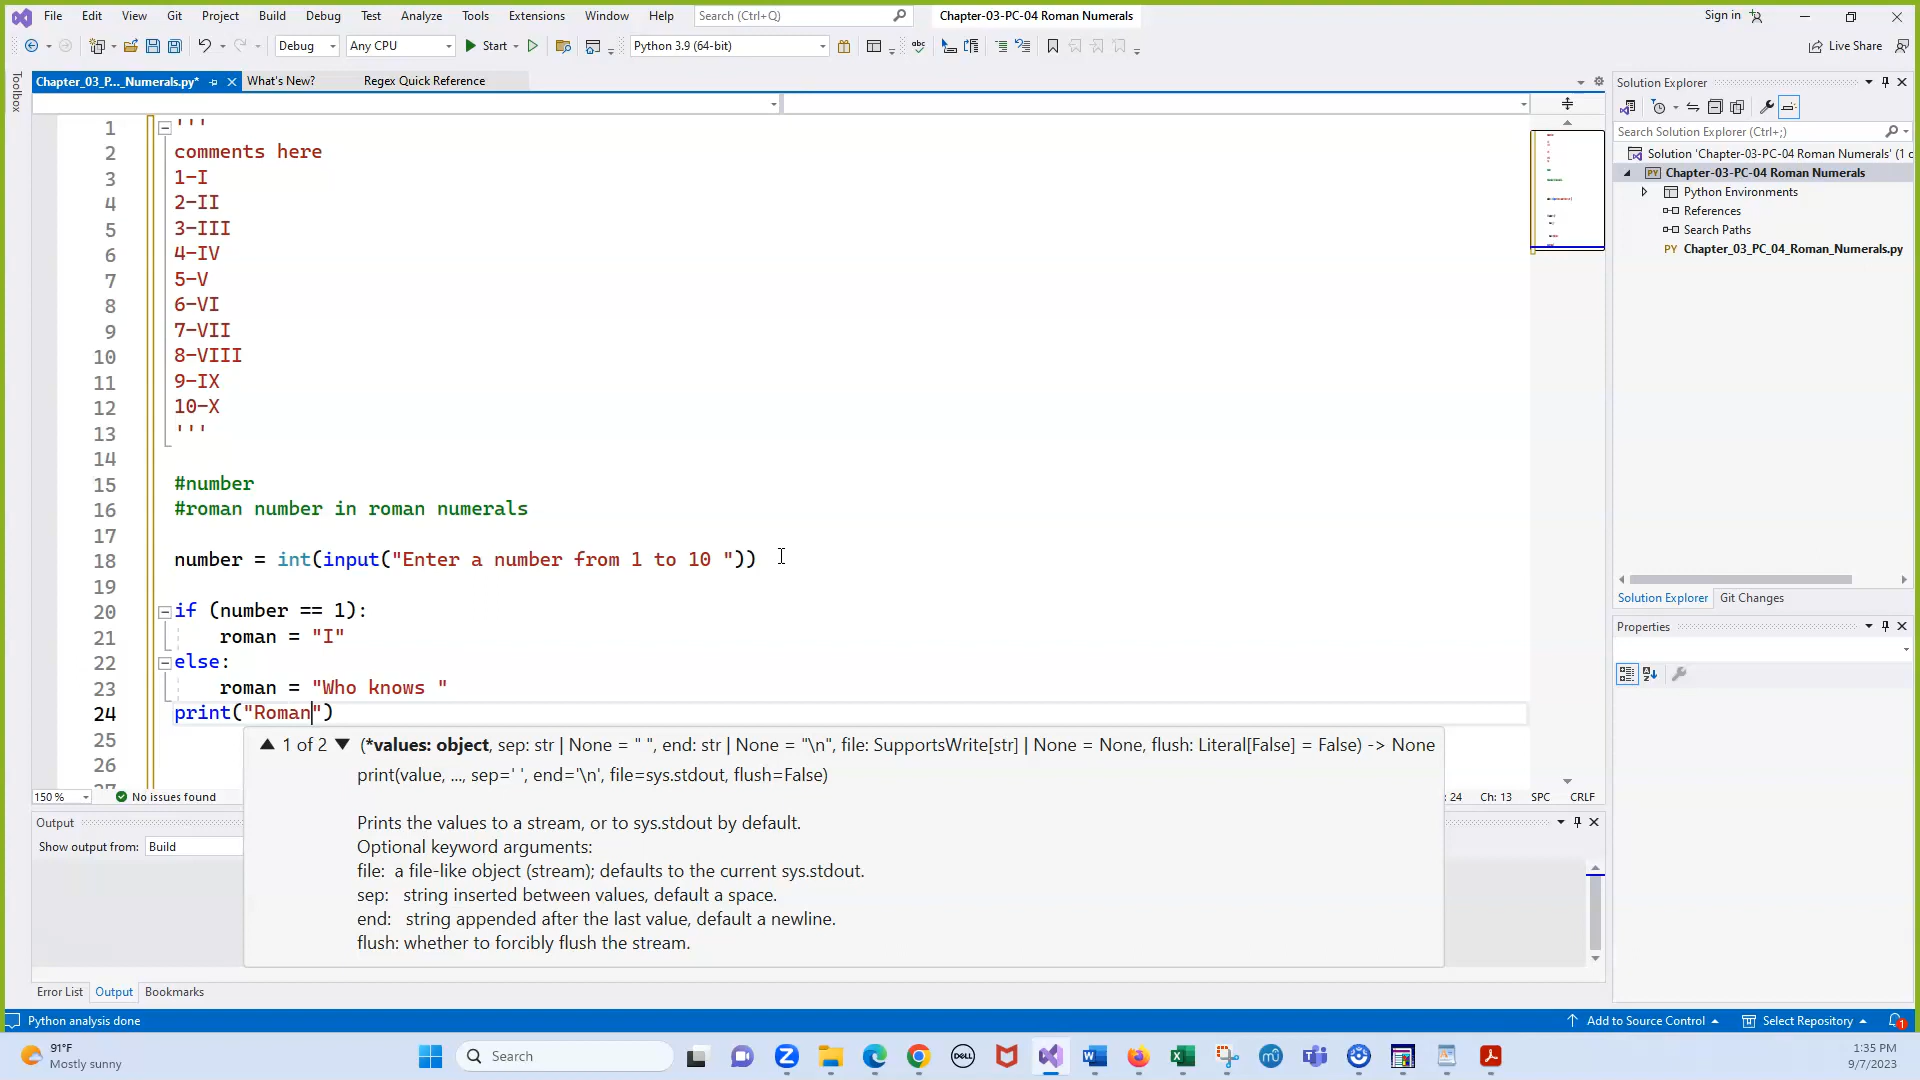 File Edit View Git Project Build Debug Test Analyze Tools Extensions Window Help Search (Ctrl+Q) Chapter-03-PC-04 Roman Numerals Sign in
Debug Any CPU Start Python 3.9 (64-bit) Live Share
Toolbox
Chapter_03_P..._Numerals.py* What's New? Regex Quick Reference
1 '''
2 comments here
3 1-I
4 2-II
5 3-III
6 4-IV
7 5-V
8 6-VI
9 7-VII
10 8-VIII
11 9-IX
12 10-X
13 '''
14
15 #number
16 #roman number in roman numerals
17
18 number = int(input("Enter a number from 1 to 10 "))
19
20 if (number == 1):
21 roman = "I"
22 else:
23 roman = "Who knows "
24 print("Roman")
25
26
1 of 2 (*values: object, sep: str | None = " ", end: str | None = "\n", file: SupportsWrite[str] | None = None, flush: Literal[False] = False) -> None
print(value, ..., sep=' ', end='\n', file=sys.stdout, flush=False)
Prints the values to a stream, or to sys.stdout by default.
Optional keyword arguments:
file: a file-like object (stream); defaults to the current sys.stdout.
sep: string inserted between values, default a space.
end: string appended after the last value, default a newline.
flush: whether to forcibly flush the stream.
150 % No issues found
: 24 Ch: 13 SPC CRLF
Output
Show output from: Build
Error List Output Bookmarks
Solution Explorer
Search Solution Explorer (Ctrl+;)
Solution 'Chapter-03-PC-04 Roman Numerals' (1 c
Chapter-03-PC-04 Roman Numerals
Python Environments
References
Search Paths
PY Chapter_03_PC_04_Roman_Numerals.py
Solution Explorer Git Changes
Properties
Python analysis done Add to Source Control Select Repository 1
91°F
Mostly sunny
Search
DELL
1:35 PM
9/7/2023